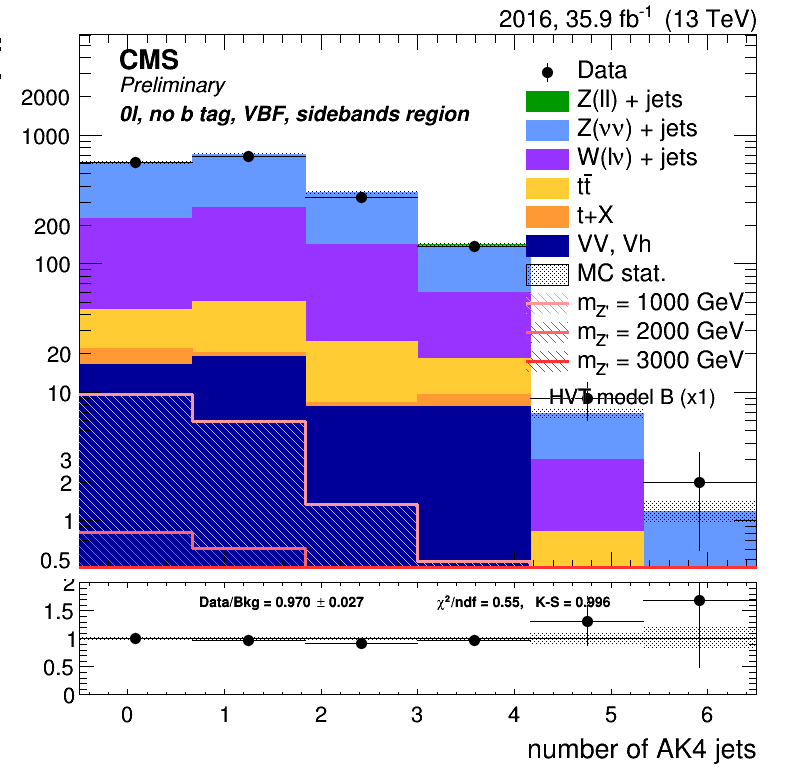 2016, 35.9 fb⁻¹ (13 TeV)
CMS
Preliminary
0l, no b tag, VBF, sidebands region
Data
Z(ll) + jets
Z(νν) + jets
W(lν) + jets
tt̄
t+X
VV, Vh
MC stat.
m_Z' = 1000 GeV
m_Z' = 2000 GeV
m_Z' = 3000 GeV
HVT model B (x1)
2000
1000
200
100
20
10
3
2
1
0.5
Data/Bkg = 0.970 ± 0.027
χ²/ndf = 0.55, K-S = 0.996
2
1.5
1
0.5
0
0 1 2 3 4 5 6
number of AK4 jets